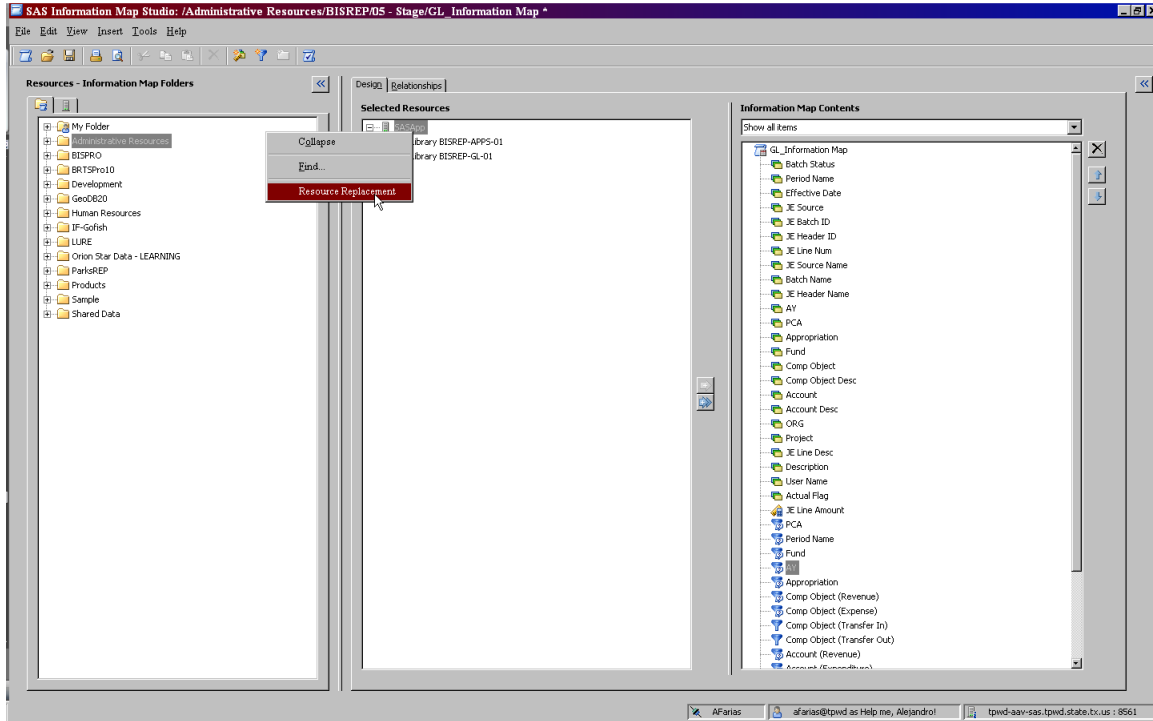 SAS Information Map Studio: /Administrative Resources/BISREP/05 - Stage/GL_Information Map *
File Edit View Insert Tools Help
Resources - Information Map Folders
My Folder
Administrative Resources
BISPRO
BRTSPro10
Development
GeoDB20
Human Resources
IF-Gofish
LURE
Orion Star Data - LEARNING
ParksREP
Products
Sample
Shared Data
Collapse
Find...
Resource Replacement
Design Relationships
Selected Resources
SASApp
ibrary BISREP-APPS-01
ibrary BISREP-GL-01
Information Map Contents
Show all items
GL_Information Map
Batch Status
Period Name
Effective Date
JE Source
JE Batch ID
JE Header ID
JE Line Num
JE Source Name
Batch Name
JE Header Name
AY
PCA
Appropriation
Fund
Comp Object
Comp Object Desc
Account
Account Desc
ORG
Project
JE Line Desc
Description
User Name
Actual Flag
JE Line Amount
PCA
Period Name
Fund
AY
Appropriation
Comp Object (Revenue)
Comp Object (Expense)
Comp Object (Transfer In)
Comp Object (Transfer Out)
Account (Revenue)
Account (Expenditure)
AFarias
afarias@tpwd as Help me, Alejandro!
tpwd-aav-sas.tpwd.state.tx.us : 8561